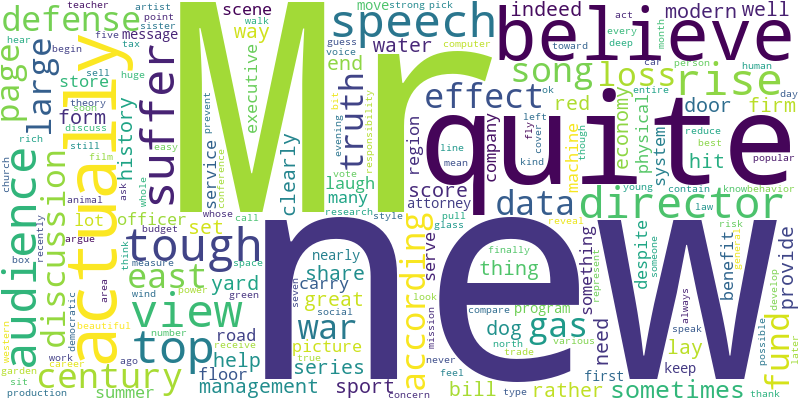 Mr
new
quite
believe
actually
speech
rise
defense
page
large
suffer
audience
discussion
tough
view
top
century
east
director
data
effect
song
loss
truth
war
gas
according
fund
sometimes
history
form
store
message
scene
way
executive
water
end
move
indeed
modern
well
red
door
firm
economy
physical
system
hit
region
company
score
attorney
machine
service
clearly
many
laugh
officer
set
lot
yard
share
nearly
carry
great
road
help
floor
picture
series
management
sport
summer
serve
thing
dog
program
bill
rather
need
something
despite
benefit
provide
lay
keep
first
teacher
artist
point
sister
tax
five
hear
begin
walk
voice
guess
strong
pick
computer
act
toward
every
deep
month
car
person
human
entire
day
ok
fly
left
cover
kind
line
mean
though
reduce
best
popular
young
contain
know
behavior
law
risk
general
reveal
develop
someone
represent
possible
always
speak
thank
later
various
trade
north
type
feel
never
mission
compare
look
finally
glass
pull
style
research
vote
responsibility
evening
hit
prevent
conference
whose
call
space
green
seven
social
true
concern
receive
power
number
wind
measure
think
budget
whole
ask
easy
film
discuss
theory
sell
huge
soon
still
rich
animal
church
argue
box
recently
area
beautiful
democratic
career
work
ago
western
garden
sit
production